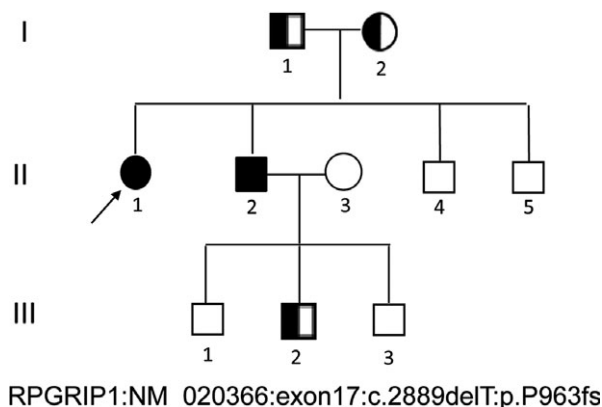 I
1 2
II
1 2 3 4 5
III
1 2 3
RPGRIP1:NM_020366:exon17:c.2889delT:p.P963fs